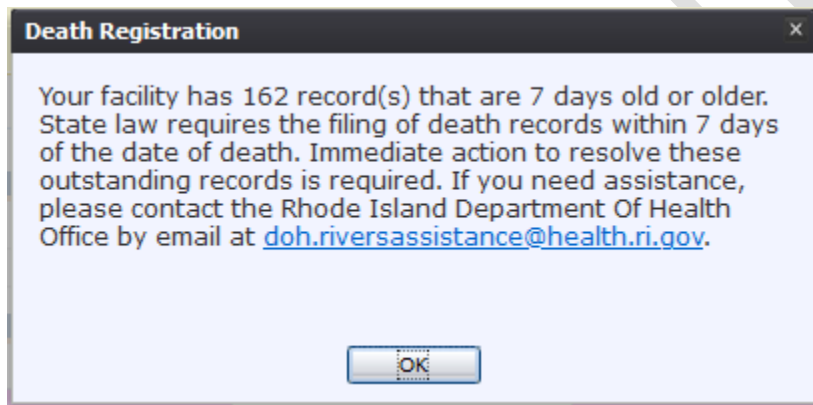 Death Registration
Your facility has 162 record(s) that are 7 days old or older.
State law requires the filing of death records within 7 days
of the date of death. Immediate action to resolve these
outstanding records is required. If you need assistance,
please contact the Rhode Island Department Of Health
Office by email at doh.riversassistance@health.ri.gov.
OK